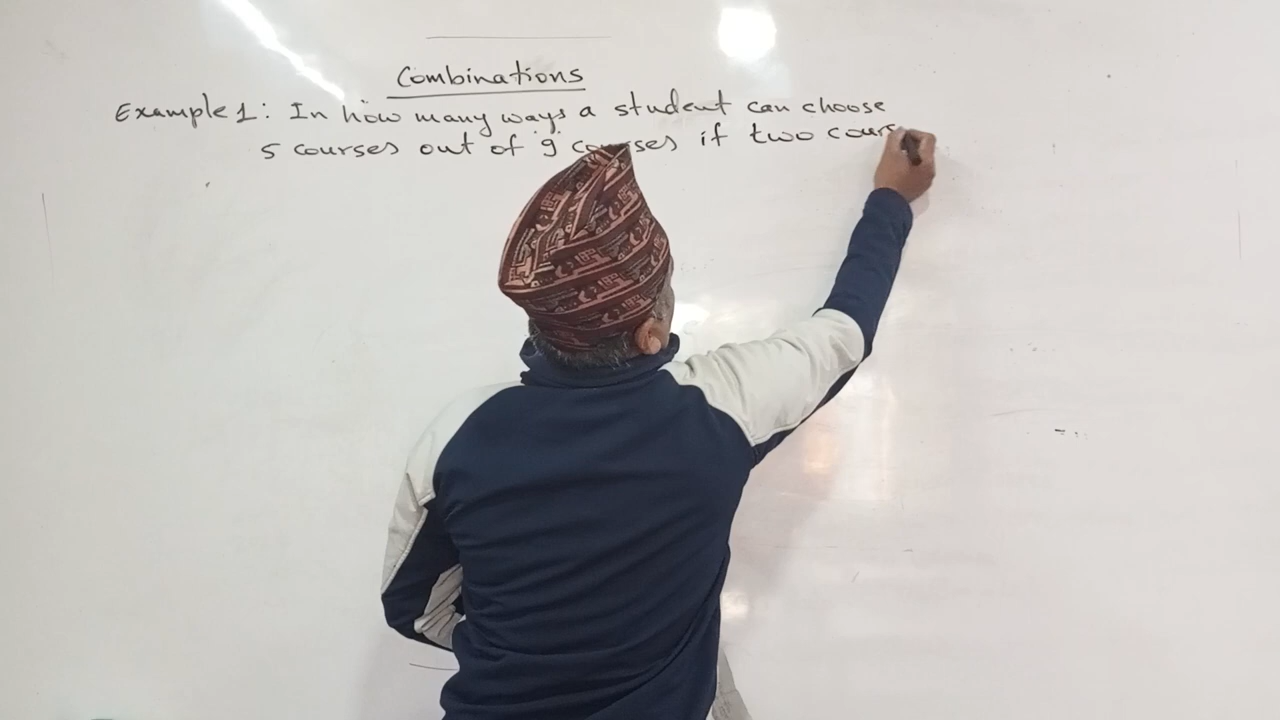 Combinations
Example 1: In how many ways a student can choose
5 courses out of 9 courses if two cours